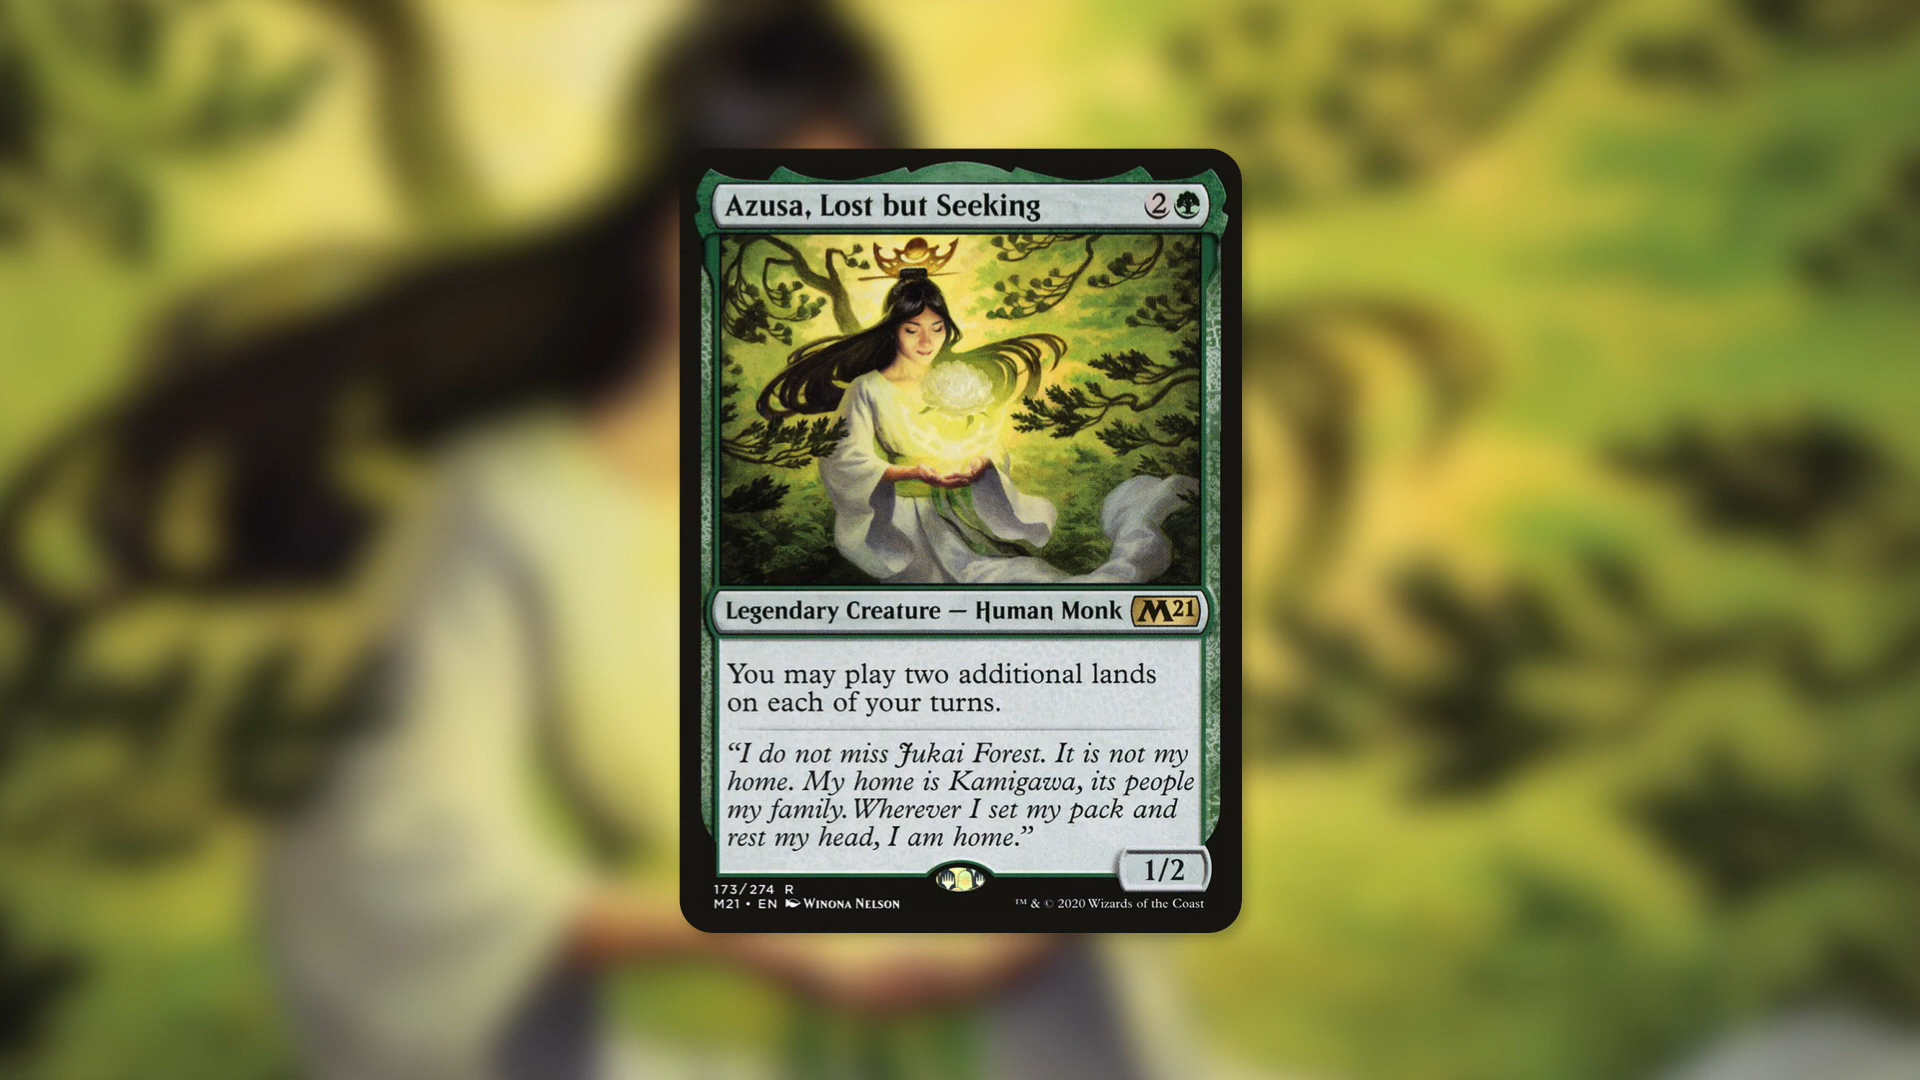 Azusa, Lost but Seeking 2
Legendary Creature — Human Monk M21
You may play two additional lands
on each of your turns.
“I do not miss Jukai Forest. It is not my
home. My home is Kamigawa, its people
my family. Wherever I set my pack and
rest my head, I am home.”
1/2
173/274 R
M21 • EN Winona Nelson
™ & © 2020 Wizards of the Coast